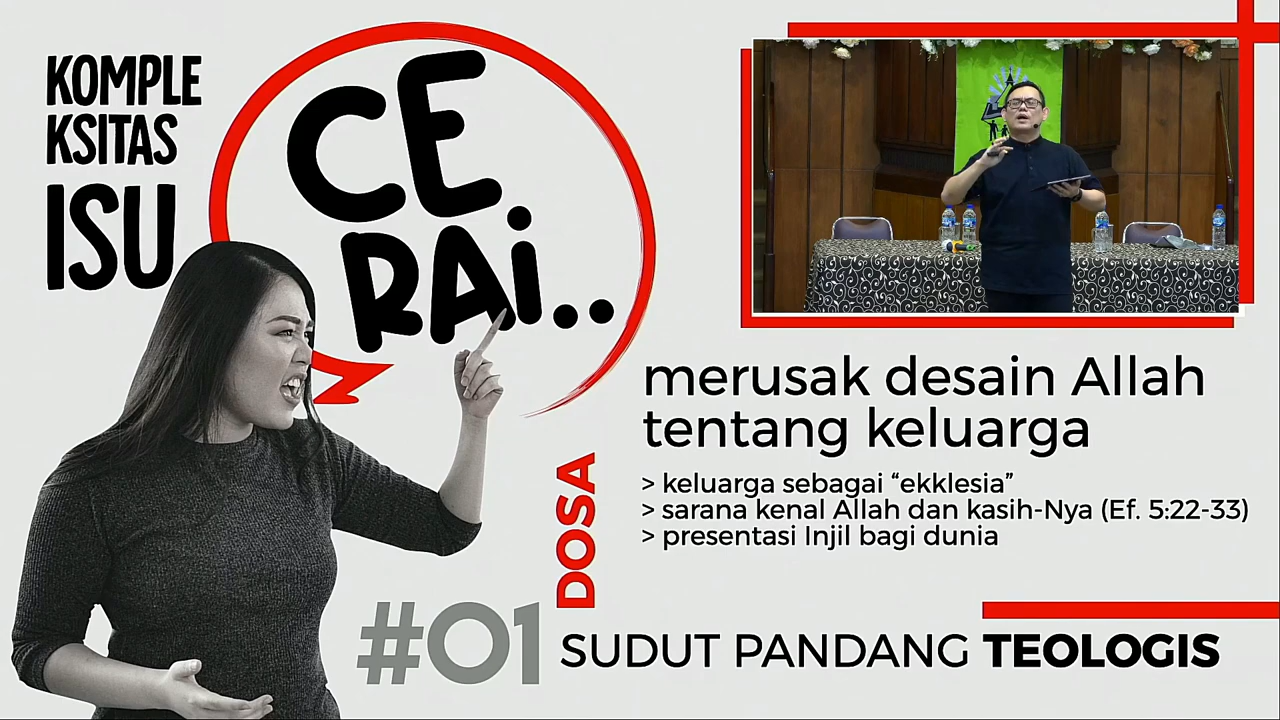 KOMPLE
KSITAS
ISU
CE
RAi..
merusak desain Allah
tentang keluarga
> keluarga sebagai “ekklesia”
> sarana kenal Allah dan kasih-Nya (Ef. 5:22-33)
> presentasi Injil bagi dunia
DOSA
#01
SUDUT PANDANG TEOLOGIS